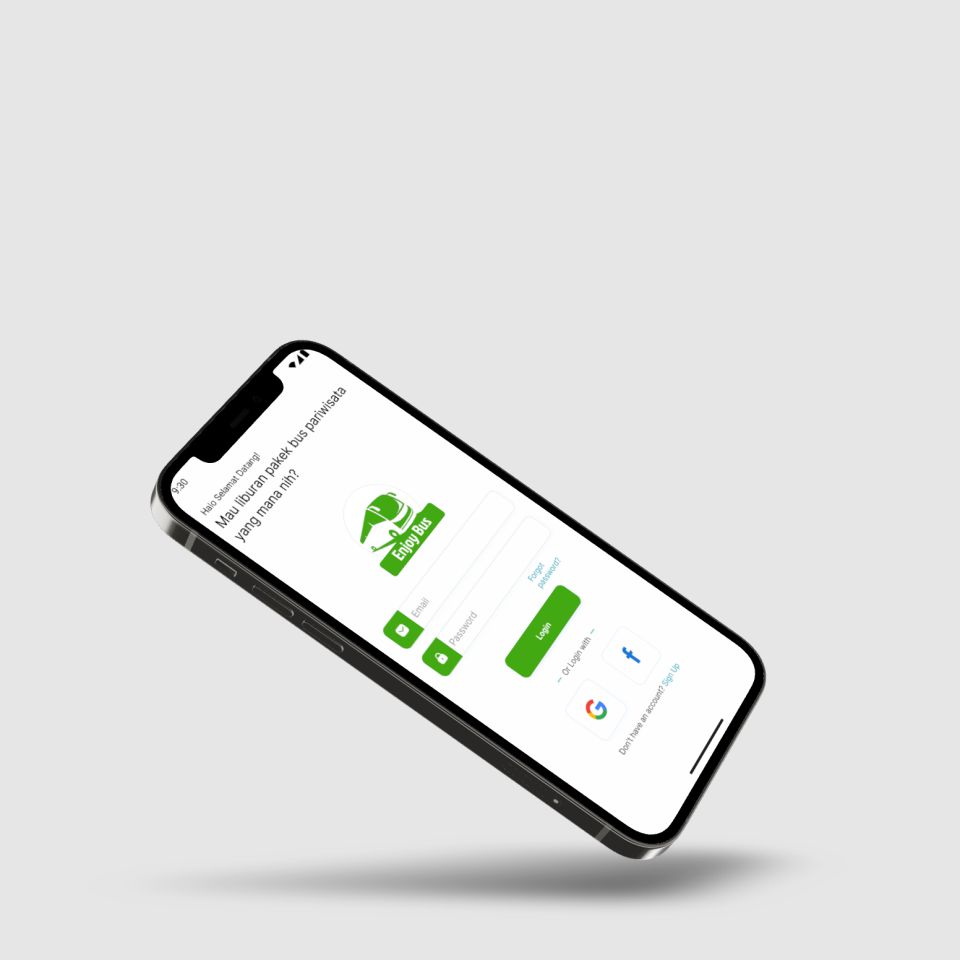 9:30
Halo Selamat Datang!
Mau liburan pakek bus pariwisata
yang mana nih?
Enjoy Bus
Email
Password
Forgot
password?
Login
Or Login with
Don't have an account? Sign Up